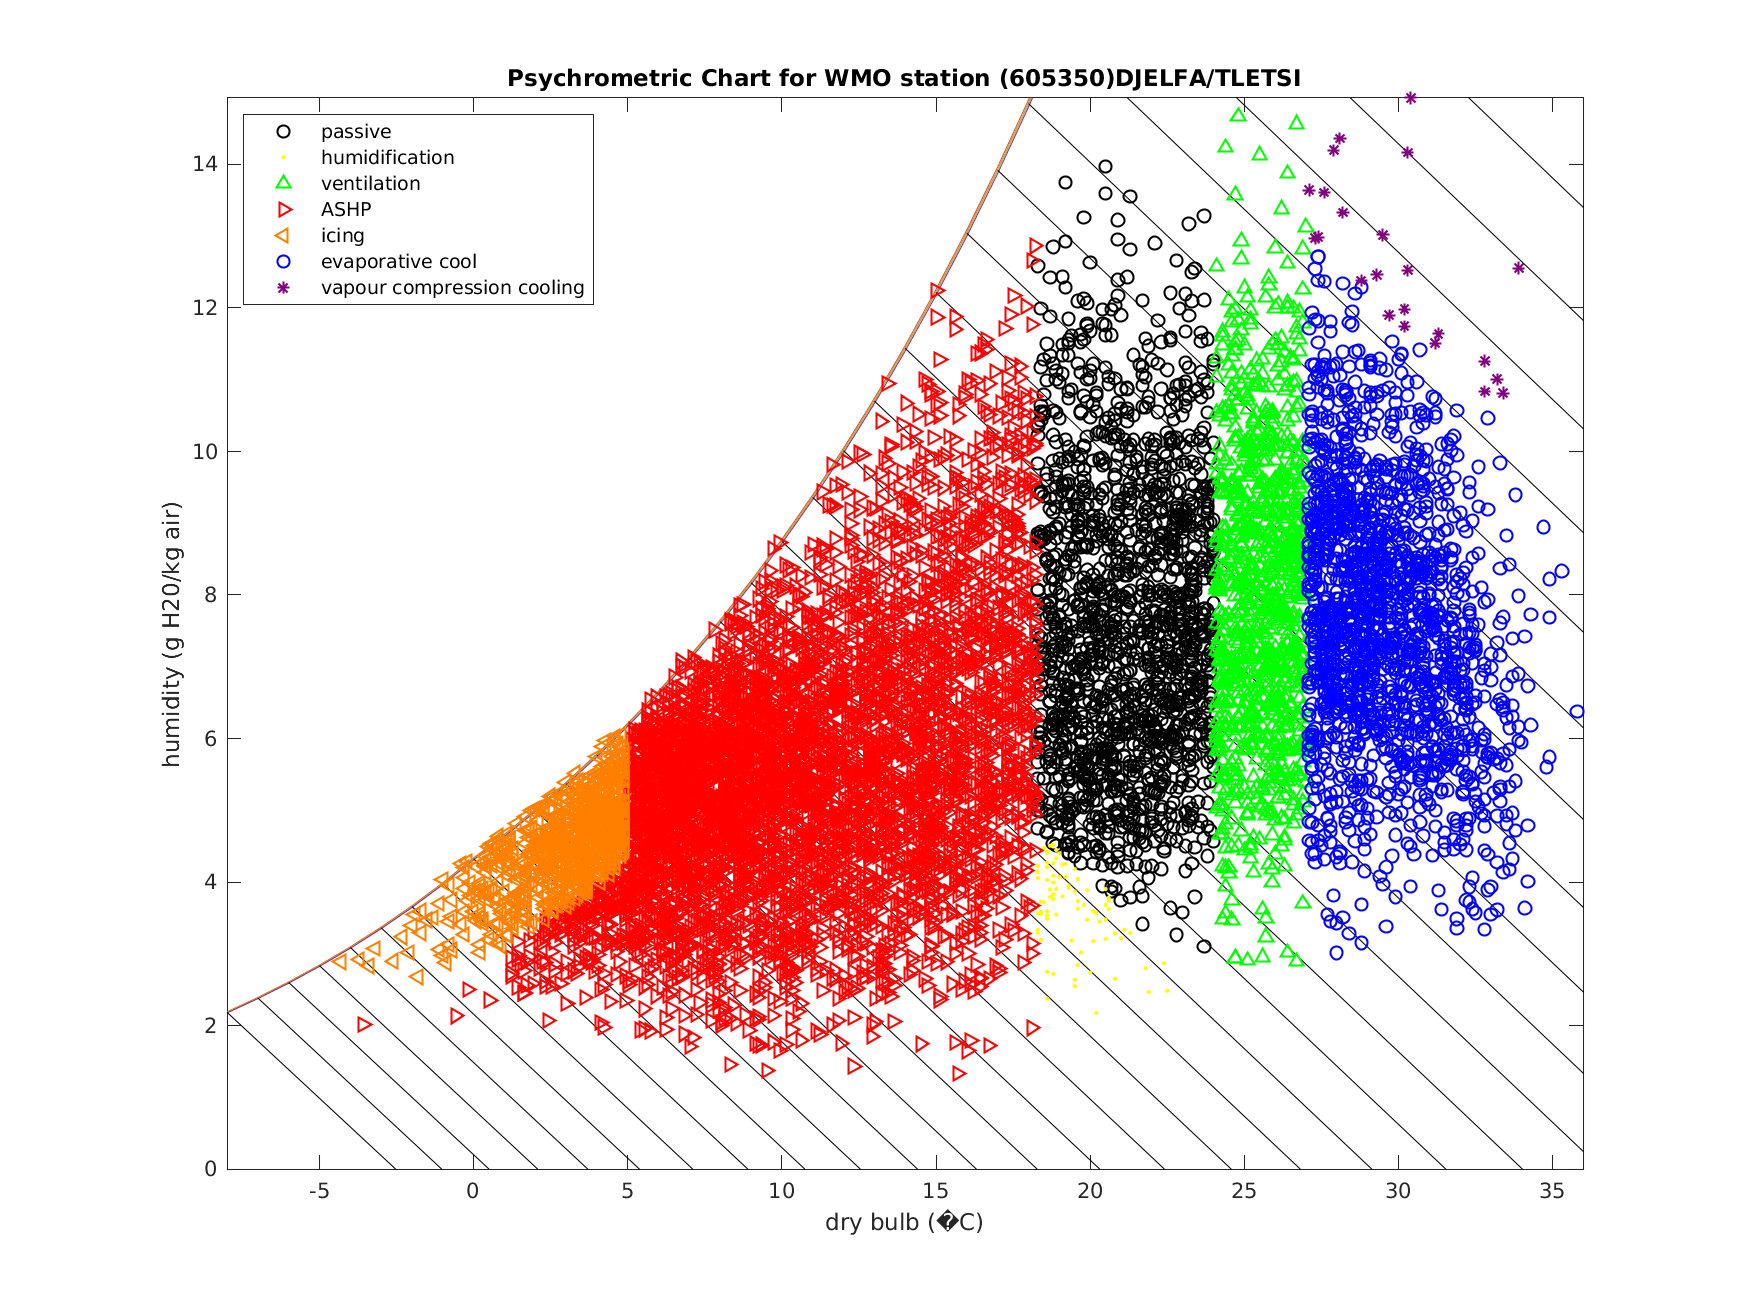 Psychrometric Chart for WMO station (605350)DJELFA/TLETSI
passive
humidification
ventilation
ASHP
icing
evaporative cool
vapour compression cooling
humidity (g H20/kg air)
14
12
10
8
6
4
2
0
-5 0 5 10 15 20 25 30 35
dry bulb (�C)